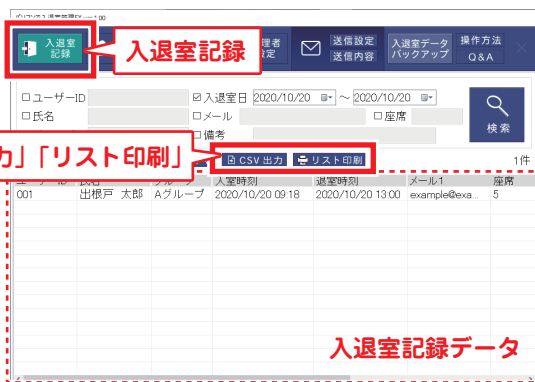 入退室
記録
入退室記録
理者
設定
送信設定
送信内容
入退室データ
バックアップ
操作方法
Q&A
ユーザーID
入退室日 2020/10/20 ～ 2020/10/20
氏名
メール
座席
備考
検索
力」「リスト印刷」
CSV出力
リスト印刷
1件
氏名 グループ 入室時刻 退室時刻 メール1 座席
001 出根戸 太郎 Aグループ 2020/10/20 09:18 2020/10/20 13:00 example@exa... 5
入退室記録データ